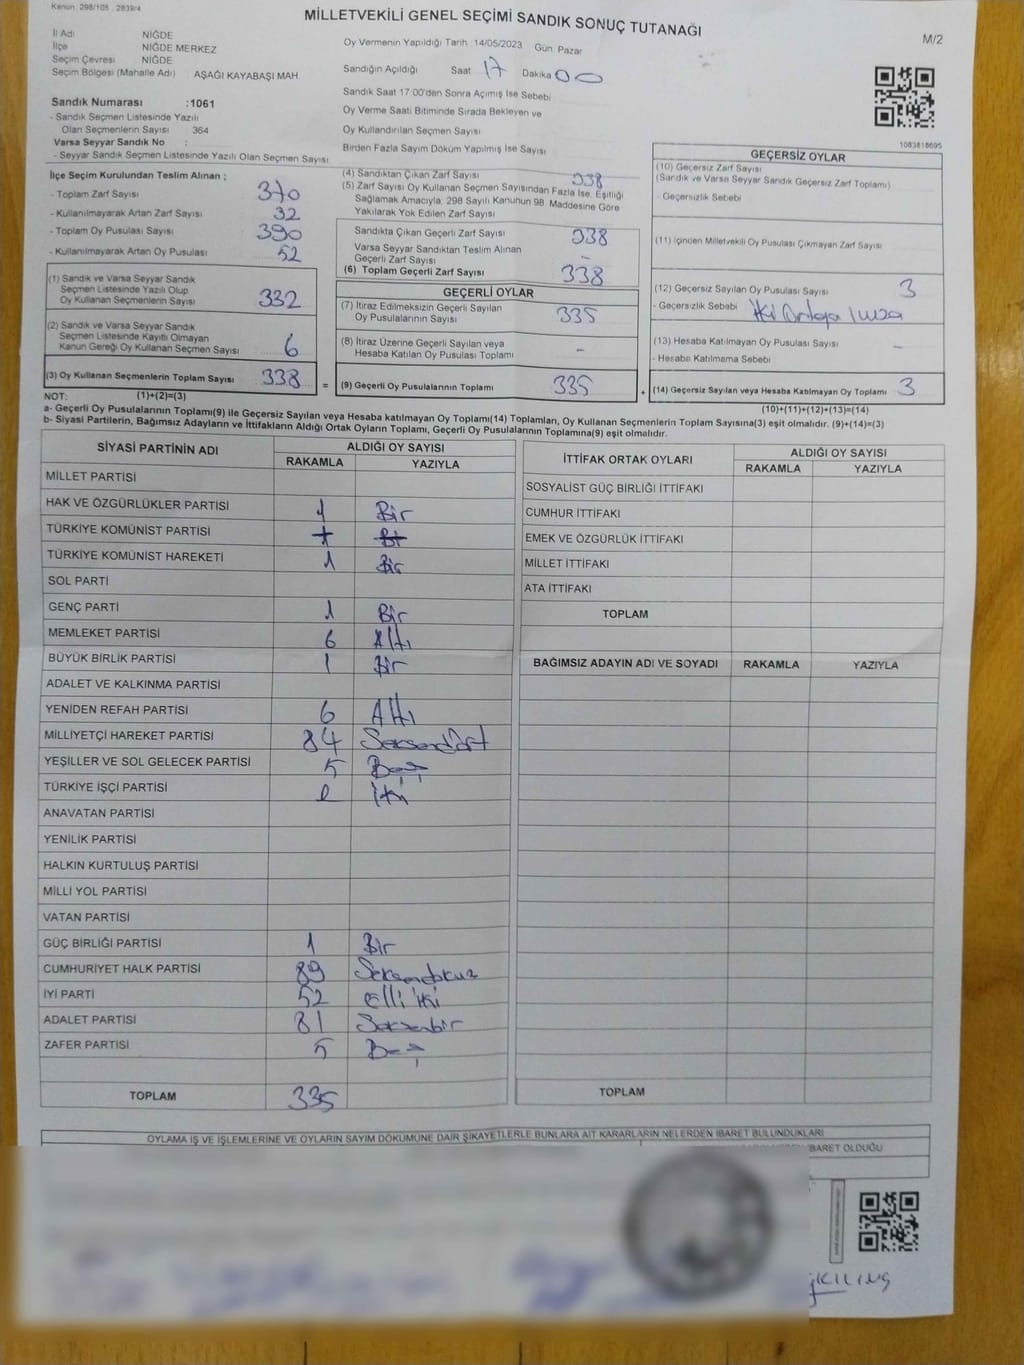 Kanun: 298/105 , 2839/4
MİLLETVEKİLİ GENEL SEÇİMİ SANDIK SONUÇ TUTANAĞI
M/2
İl Adı NİĞDE
İlçe NİĞDE MERKEZ
Seçim Çevresi NİĞDE
Seçim Bölgesi (Mahalle Adı) AŞAĞI KAYABAŞI MAH
Oy Vermenin Yapıldığı Tarih 14/05/2023 Gün Pazar
Sandığın Açıldığı Saat 17 Dakika 00
Sandık Saat 17.00'den Sonra Açımış İse Sebebi
Oy Verme Saati Bitiminde Sırada Bekleyen ve
Oy Kullandırılan Seçmen Sayısı
Birden Fazla Sayım Döküm Yapılmış İse Sayısı
Sandık Numarası :1061
- Sandık Seçmen Listesinde Yazılı
Olan Seçmenlerin Sayısı : 364
Varsa Seyyar Sandık No :
- Seyyar Sandık Seçmen Listesinde Yazılı Olan Seçmen Sayısı
1083818695
İlçe Seçim Kurulundan Teslim Alınan ;
- Toplam Zarf Sayısı 370
- Kullanılmayarak Artan Zarf Sayısı 32
- Toplam Oy Pusulası Sayısı 390
- Kullanılmayarak Artan Oy Pusulası 52
(1) Sandık ve Varsa Seyyar Sandık
Seçmen Listesinde Yazılı Olup
Oy Kullanan Seçmenlerin Sayısı 332
(2) Sandık ve Varsa Seyyar Sandık
Seçmen Listesinde Kayıtlı Olmayan
Kanun Gereği Oy Kullanan Seçmen Sayısı 6
(3) Oy Kullanan Seçmenlerin Toplam Sayısı 338
(4) Sandıktan Çıkan Zarf Sayısı 338
(5) Zarf Sayısı Oy Kullanan Seçmen Sayısından Fazla İse, Eşitliği
Sağlamak Amacıyla, 298 Sayılı Kanunun 98. Maddesine Göre
Yakılarak Yok Edilen Zarf Sayısı
Sandıkta Çıkan Geçerli Zarf Sayısı 338
Varsa Seyyar Sandıktan Teslim Alınan
Geçerli Zarf Sayısı -
(6) Toplam Geçerli Zarf Sayısı 338
GEÇERLİ OYLAR
(7) İtiraz Edilmeksizin Geçerli Sayılan
Oy Pusulalarının Sayısı 335
(8) İtiraz Üzerine Geçerli Sayılan veya
Hesaba Katılan Oy Pusulası Toplamı -
= (9) Geçerli Oy Pusulalarının Toplamı 335
GEÇERSİZ OYLAR
(10) Geçersiz Zarf Sayısı
(Sandık ve Varsa Seyyar Sandık Geçersiz Zarf Toplamı)
- Geçersizlik Sebebi
(11) İçinden Milletvekili Oy Pusulası Çıkmayan Zarf Sayısı
(12) Geçersiz Sayılan Oy Pusulası Sayısı 3
- Geçersizlik Sebebi İki Ortaya İmza
(13) Hesaba Katılmayan Oy Pusulası Sayısı -
- Hesaba Katılmama Sebebi
+ (14) Geçersiz Sayılan veya Hesaba Katılmayan Oy Toplamı 3
NOT: (1)+(2)=(3)
(10)+(11)+(12)+(13)=(14)
a- Geçerli Oy Pusulalarının Toplamı(9) ile Geçersiz Sayılan veya Hesaba katılmayan Oy Toplamı(14) Toplamları, Oy Kullanan Seçmenlerin Toplam Sayısına(3) eşit olmalıdır. (9)+(14)=(3)
b- Siyasi Partilerin, Bağımsız Adayların ve İttifakların Aldığı Ortak Oyların Toplamı, Geçerli Oy Pusulalarının Toplamına(9) eşit olmalıdır.
SİYASİ PARTİNİN ADI ALDIĞI OY SAYISI
RAKAMLA YAZIYLA
MİLLET PARTİSİ
HAK VE ÖZGÜRLÜKLER PARTİSİ 1 Bir
TÜRKİYE KOMÜNİST PARTİSİ 1 Bir
TÜRKİYE KOMÜNİST HAREKETİ 1 Bir
SOL PARTİ
GENÇ PARTİ 1 Bir
MEMLEKET PARTİSİ 6 Altı
BÜYÜK BİRLİK PARTİSİ 1 Bir
ADALET VE KALKINMA PARTİSİ
YENİDEN REFAH PARTİSİ 6 Altı
MİLLİYETÇİ HAREKET PARTİSİ 84 Seksendört
YEŞİLLER VE SOL GELECEK PARTİSİ 5 Beş
TÜRKİYE İŞÇİ PARTİSİ 2 İki
ANAVATAN PARTİSİ
YENİLİK PARTİSİ
HALKIN KURTULUŞ PARTİSİ
MİLLİ YOL PARTİSİ
VATAN PARTİSİ
GÜÇ BİRLİĞİ PARTİSİ 1 Bir
CUMHURİYET HALK PARTİSİ 89 Seksendokuz
İYİ PARTİ 52 elli iki
ADALET PARTİSİ 81 Seksenbir
ZAFER PARTİSİ 5 Beş
TOPLAM 335
İTTİFAK ORTAK OYLARI ALDIĞI OY SAYISI
RAKAMLA YAZIYLA
SOSYALİST GÜÇ BİRLİĞİ İTTİFAKI
CUMHUR İTTİFAKI
EMEK VE ÖZGÜRLÜK İTTİFAKI
MİLLET İTTİFAKI
ATA İTTİFAKI
TOPLAM
BAĞIMSIZ ADAYIN ADI VE SOYADI RAKAMLA YAZIYLA
TOPLAM
OYLAMA İŞ VE İŞLEMLERİNE VE OYLARIN SAYIM DÖKÜMÜNE DAİR ŞİKAYETLERLE BUNLARA AİT KARARLARIN NELERDEN İBARET BULUNDUKLARI
İBARET OLDUĞU
KILINÇ